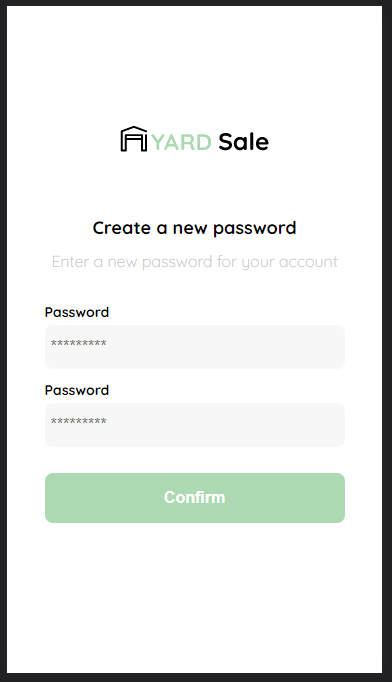 YARD Sale
Create a new password
Enter a new password for your account
Password
*********
Password
*********
Confirm